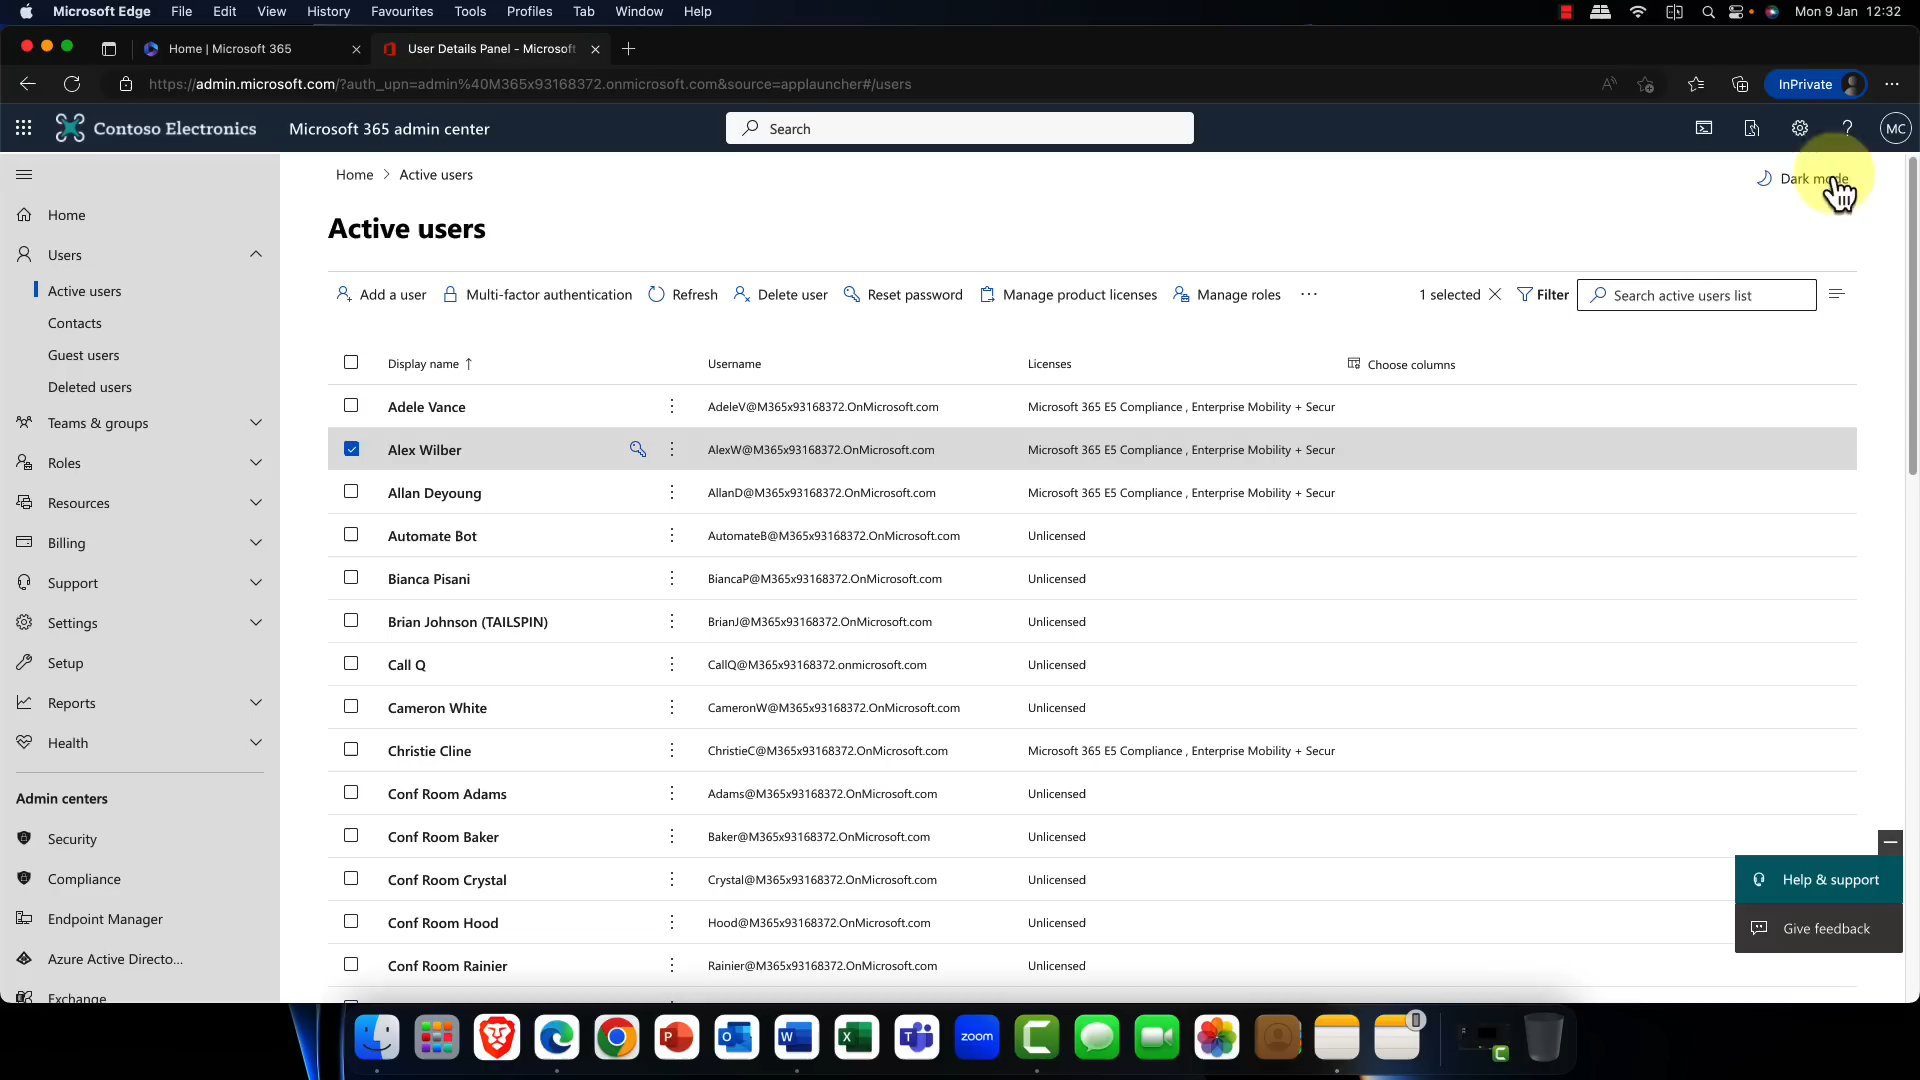 Microsoft Edge File Edit View History Favourites Tools Profiles Tab Window Help Mon 9 Jan 12:32
Home | Microsoft 365 User Details Panel - Microsoft
https://admin.microsoft.com/?auth_upn=admin%40M365x93168372.onmicrosoft.com&source=applauncher#/users InPrivate
Contoso Electronics Microsoft 365 admin center Search MC
Home > Active users Dark mode
Active users
Home
Users
Active users
Contacts
Guest users
Deleted users
Teams & groups
Roles
Resources
Billing
Support
Settings
Setup
Reports
Health
Admin centers
Security
Compliance
Endpoint Manager
Azure Active Directo...
Exchange
Add a user Multi-factor authentication Refresh Delete user Reset password Manage product licenses Manage roles ... 1 selected Filter Search active users list
Display name ↑ Username Licenses Choose columns
Adele Vance AdeleV@M365x93168372.OnMicrosoft.com Microsoft 365 E5 Compliance , Enterprise Mobility + Secur
Alex Wilber AlexW@M365x93168372.OnMicrosoft.com Microsoft 365 E5 Compliance , Enterprise Mobility + Secur
Allan Deyoung AllanD@M365x93168372.OnMicrosoft.com Microsoft 365 E5 Compliance , Enterprise Mobility + Secur
Automate Bot AutomateB@M365x93168372.OnMicrosoft.com Unlicensed
Bianca Pisani BiancaP@M365x93168372.OnMicrosoft.com Unlicensed
Brian Johnson (TAILSPIN) BrianJ@M365x93168372.OnMicrosoft.com Unlicensed
Call Q CallQ@M365x93168372.onmicrosoft.com Unlicensed
Cameron White CameronW@M365x93168372.OnMicrosoft.com Unlicensed
Christie Cline ChristieC@M365x93168372.OnMicrosoft.com Microsoft 365 E5 Compliance , Enterprise Mobility + Secur
Conf Room Adams Adams@M365x93168372.OnMicrosoft.com Unlicensed
Conf Room Baker Baker@M365x93168372.OnMicrosoft.com Unlicensed
Conf Room Crystal Crystal@M365x93168372.OnMicrosoft.com Unlicensed
Conf Room Hood Hood@M365x93168372.OnMicrosoft.com Unlicensed
Conf Room Rainier Rainier@M365x93168372.OnMicrosoft.com Unlicensed
Help & support
Give feedback
zoom